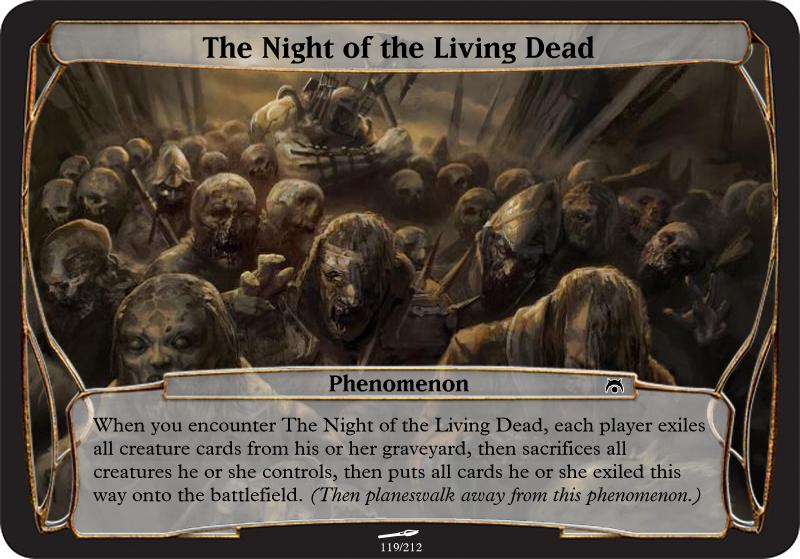 The Night of the Living Dead
Phenomenon
When you encounter The Night of the Living Dead, each player exiles
all creature cards from his or her graveyard, then sacrifices all
creatures he or she controls, then puts all cards he or she exiled this
way onto the battlefield. (Then planeswalk away from this phenomenon.)
119/212